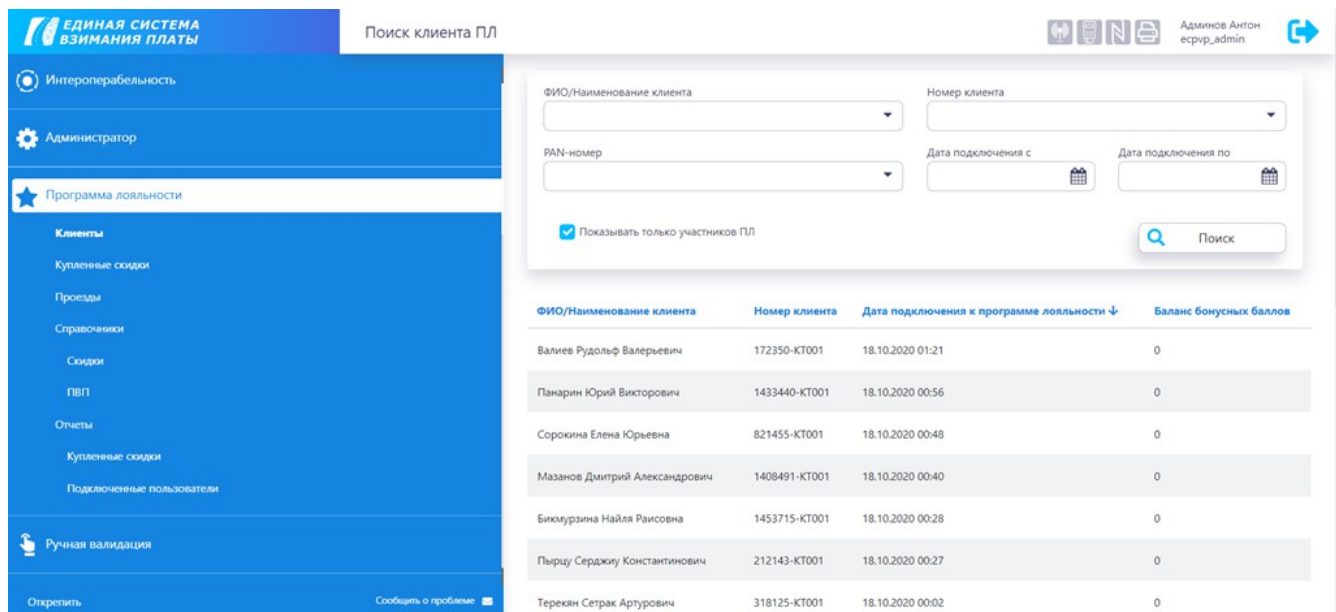 ЕДИНАЯ СИСТЕМА
ВЗИМАНИЯ ПЛАТЫ
Поиск клиента ПЛ
Админов Антон
ecpvp_admin
Интероперабельность
Администратор
Программа лояльности
Клиенты
Купленные скидки
Проезды
Справочники
Скидки
ПВП
Отчеты
Купленные скидки
Подключенные пользователи
Ручная валидация
Открепить
Сообщить о проблеме
ФИО/Наименование клиента
Номер клиента
PAN-номер
Дата подключения с
Дата подключения по
Показывать только участников ПЛ
Поиск
ФИО/Наименование клиента Номер клиента Дата подключения к программе лояльности Баланс бонусных баллов
Валиев Рудольф Валерьевич 172350-КТ001 18.10.2020 01:21 0
Панарин Юрий Викторович 1433440-КТ001 18.10.2020 00:56 0
Сорокина Елена Юрьевна 821455-КТ001 18.10.2020 00:48 0
Мазанов Дмитрий Александрович 1408491-КТ001 18.10.2020 00:40 0
Бикмурзина Найля Раисовна 1453715-КТ001 18.10.2020 00:28 0
Пырцу Серджиу Константинович 212143-КТ001 18.10.2020 00:27 0
Терекян Сетрак Артурович 318125-КТ001 18.10.2020 00:02 0